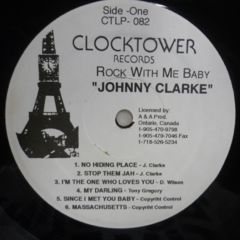 Side -One
CTLP- 082
CLOCKTOWER
RECORDS
ROCK WITH ME BABY
"JOHNNY CLARKE"
Licensed by:
A & A Prod.
Ontario, Canada
1-905-470-9798
1-905-479-7046 Fax
1-718-526-5234
1. NO HIDING PLACE - J. Clarke
2. STOP THEM JAH - J. Clarke
3. I'M THE ONE WHO LOVES YOU - D. Wilson
4. MY DARLING - Tony Gregory
5. SINCE I MET YOU BABY - Copyriht Control
6. MASSACHUSETTS - Copyriht Control